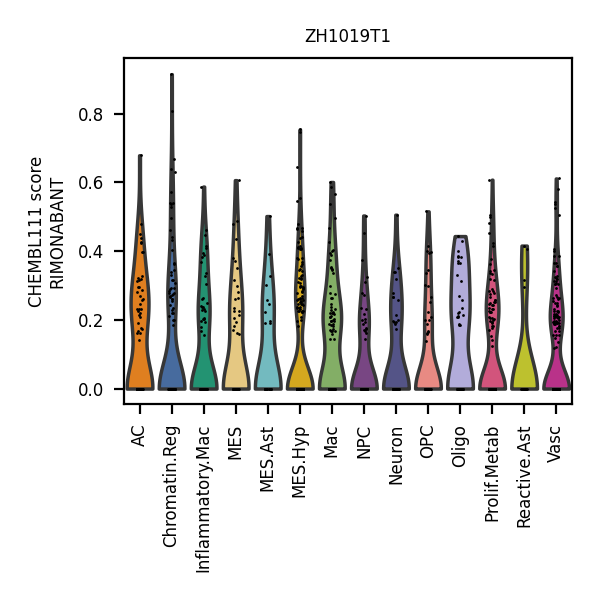 ZH1019T1
CHEMBL111 score
RIMONABANT
0.8
0.6
0.4
0.2
0.0
AC
Chromatin.Reg
Inflammatory.Mac
MES
MES.Ast
MES.Hyp
Mac
NPC
Neuron
OPC
Oligo
Prolif.Metab
Reactive.Ast
Vasc